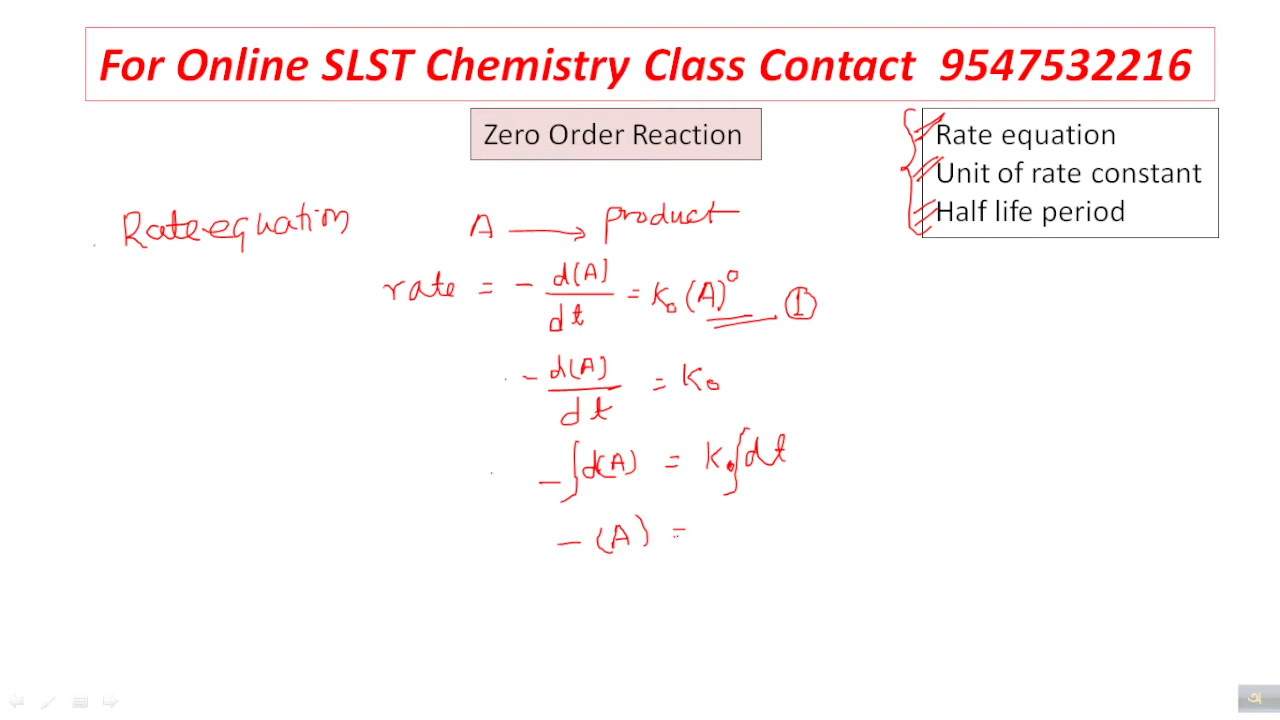 For Online SLST Chemistry Class Contact 9547532216
Zero Order Reaction
Rate equation
Unit of rate constant
Half life period
Rate equation
A ⟶ product
rate = - d[A]/dt = K₀ [A]⁰ ①
- d[A]/dt = K₀
- ∫d[A] = K₀∫dt
- [A] =
অ